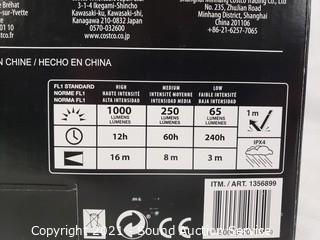 Bréhat
sur-Yvette
3-1-4 Ikegami-Shincho
Kawasaki-ku, Kawasaki-shi,
Kanagawa 210-0832 Japan
0570-032600
www.costco.co.jp
Shanghai
No. 235, ZhuJian Road
Minhang District, Shanghai
China 201106
+86-21-6257-7065
N CHINE / HECHO EN CHINA
FL1 STANDARD
NORME FL1
NORMA FL1
HIGH
HAUTE INTENSITÉ
ALTA INTENSIDAD
MEDIUM
INTENSITÉ MOYENNE
INTENSIDAD MEDIA
LOW
FAIBLE INTENSITÉ
BAJA INTENSIDAD
1000
LUMENS
LÚMENES
250
LUMENS
LÚMENES
65
LUMENS
LÚMENES
1 m
12h
60h
240h
IPX4
16 m
8 m
3 m
ITM. / ART. 1356899
Copyright 2021 Sound Auction Service